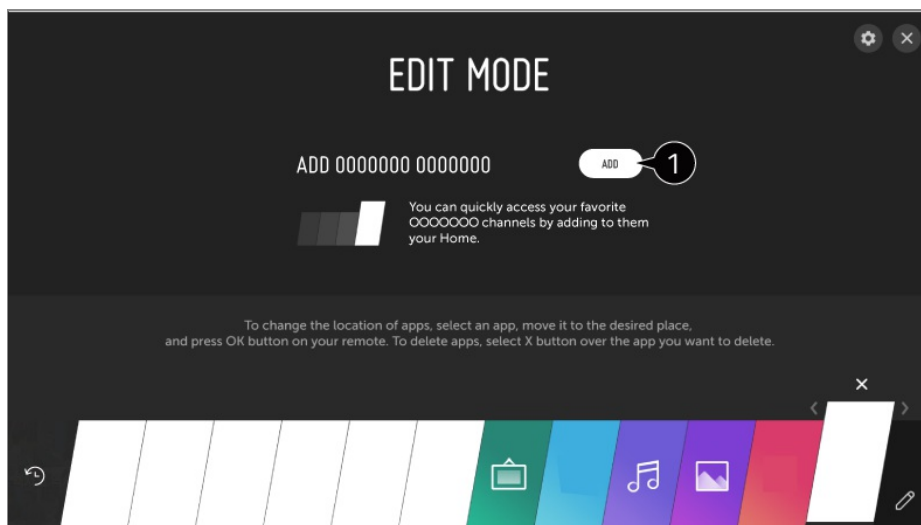 EDIT MODE
ADD OOOOOOO OOOOOOO
ADD
1
You can quickly access your favorite
OOOOOOO channels by adding to them
your Home.
To change the location of apps, select an app, move it to the desired place,
and press OK button on your remote. To delete apps, select X button over the app you want to delete.